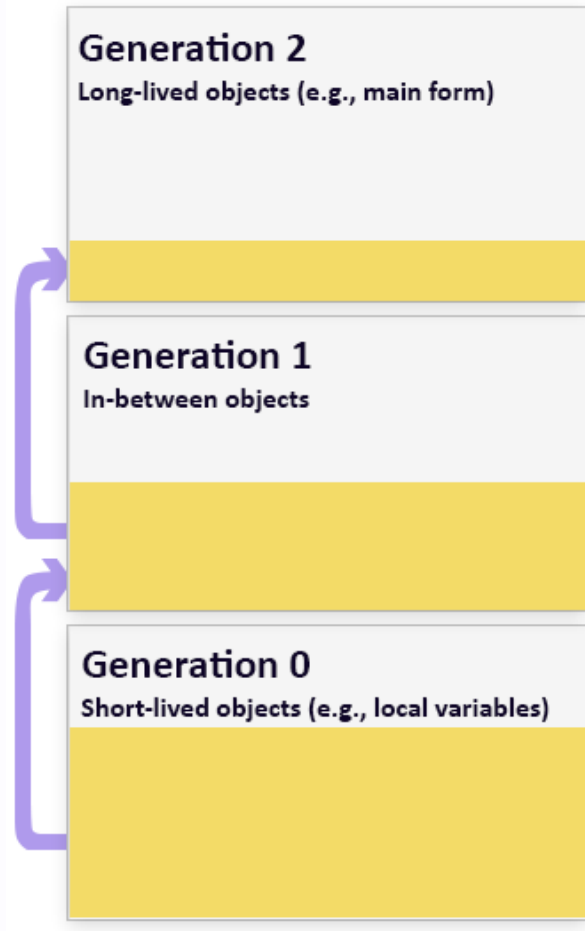 Generation 2
Long-lived objects (e.g., main form)
Generation 1
In-between objects
Generation 0
Short-lived objects (e.g., local variables)